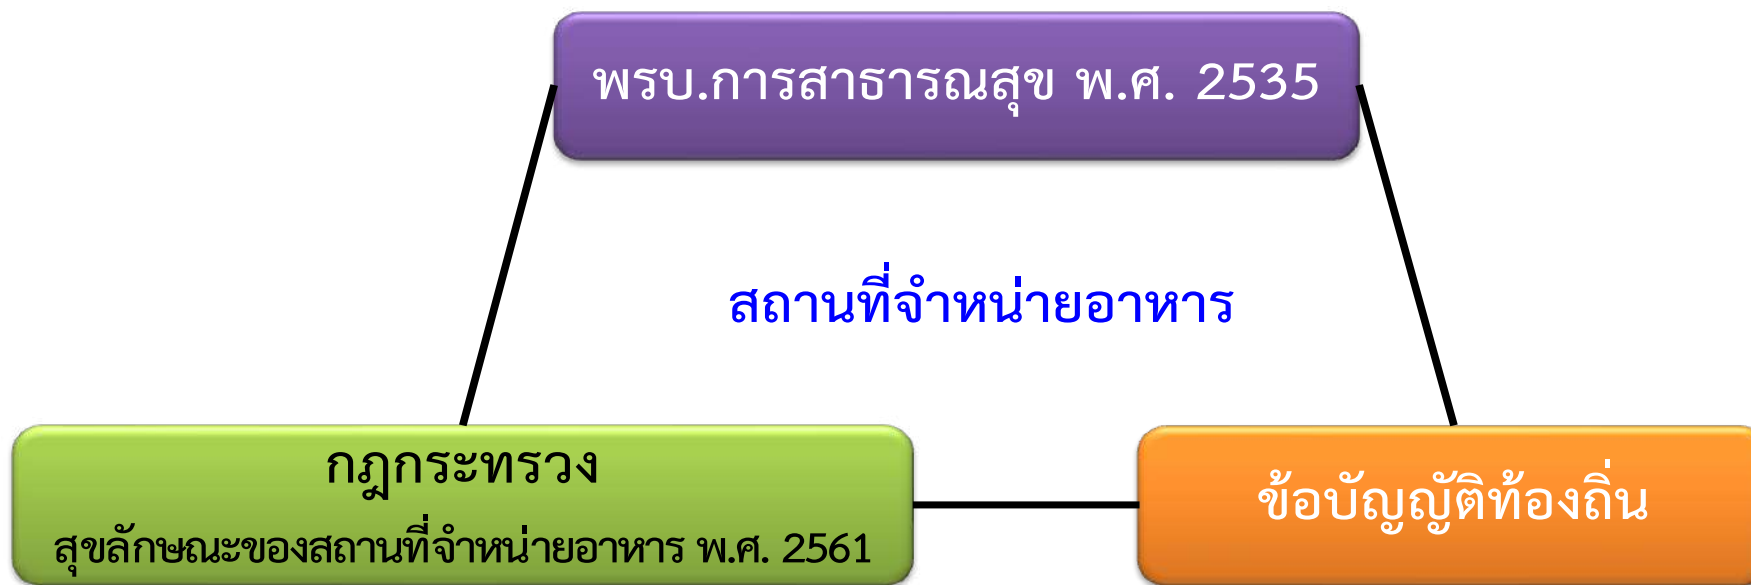 พรบ.การสาธารณสุข พ.ศ. 2535
สถานที่จำหน่ายอาหาร
กฎกระทรวง
สุขลักษณะของสถานที่จำหน่ายอาหาร พ.ศ. 2561
ข้อบัญญัติท้องถิ่น